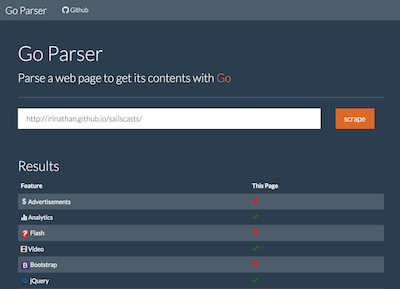 Go Parser Github
Go Parser
Parse a web page to get its contents with Go
http://irlnathan.github.io/sailscasts/ scrape
Results
Feature This Page
$ Advertisements
Analytics
Flash
Video
B Bootstrap
jQuery